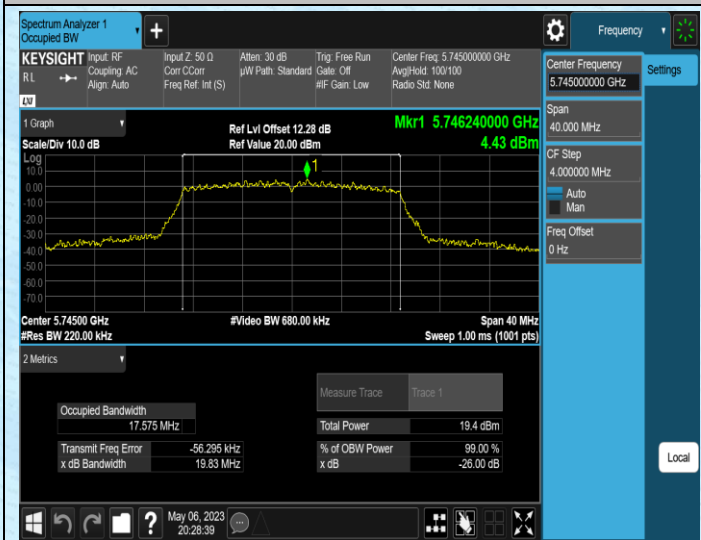 Spectrum Analyzer 1
Occupied BW
Frequency
KEYSIGHT
R L
LXI
Input: RF
Coupling: AC
Align: Auto
Input Z: 50 Ω
Corr CCorr
Freq Ref: Int (S)
Atten: 30 dB
µW Path: Standard
Trig: Free Run
Gate: Off
#IF Gain: Low
Center Freq: 5.745000000 GHz
Avg|Hold: 100/100
Radio Std: None
Center Frequency
5.745000000 GHz
Settings
Span
40.000 MHz
CF Step
4.000000 MHz
Auto
Man
Freq Offset
0 Hz
1 Graph
Scale/Div 10.0 dB
Ref Lvl Offset 12.28 dB
Ref Value 20.00 dBm
Mkr1 5.746240000 GHz
4.43 dBm
Log
10.0
0.00
-10.0
-20.0
-30.0
-40.0
-50.0
-60.0
-70.0
1
Center 5.74500 GHz
#Res BW 220.00 kHz
#Video BW 680.00 kHz
Span 40 MHz
Sweep 1.00 ms (1001 pts)
2 Metrics
Measure Trace
Trace 1
Occupied Bandwidth
17.575 MHz
Total Power
19.4 dBm
Transmit Freq Error
-56.295 kHz
% of OBW Power
99.00 %
x dB Bandwidth
19.83 MHz
x dB
-26.00 dB
Local
May 06, 2023
20:28:39